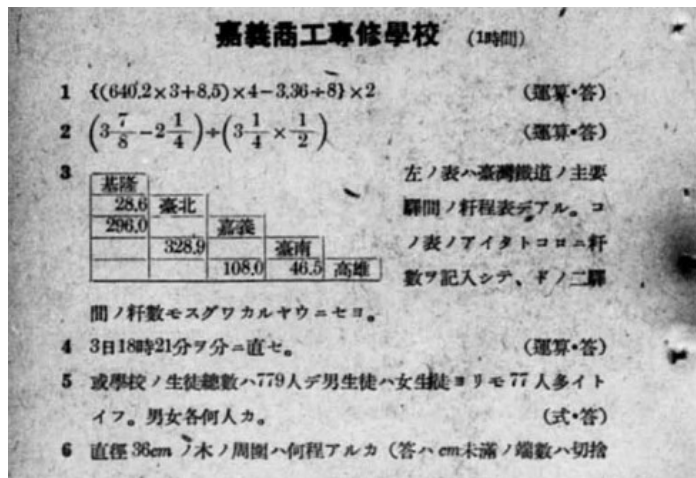 嘉義商工專修學校 (1時間)
1 {(640.2×3+8.5)×4−3.36÷8}×2 (運算・答)
2 (3 7/8−2 1/4)÷(3 1/4×1/2) (運算・答)
3 左ノ表ハ臺灣鐵道ノ主要
驛間ノ粁程表デアル。コ
ノ表ノアイタトコロニ粁
數ヲ記入シテ、ドノ二驛
基隆
28.6 臺北
296.0 嘉義
328.9 臺南
108.0 46.5 高雄
間ノ粁數モスグワカルヤウニセヨ。
4 3日18時21分ヲ分ニ直セ。 (運算・答)
5 或學校ノ生徒總數ハ779人デ男生徒ハ女生徒ヨリモ77人多イト
イフ。男女各何人カ。 (式・答)
6 直徑36cmノ木ノ周圍ハ何程アルカ(答ハcm未滿ノ端數ハ切捨